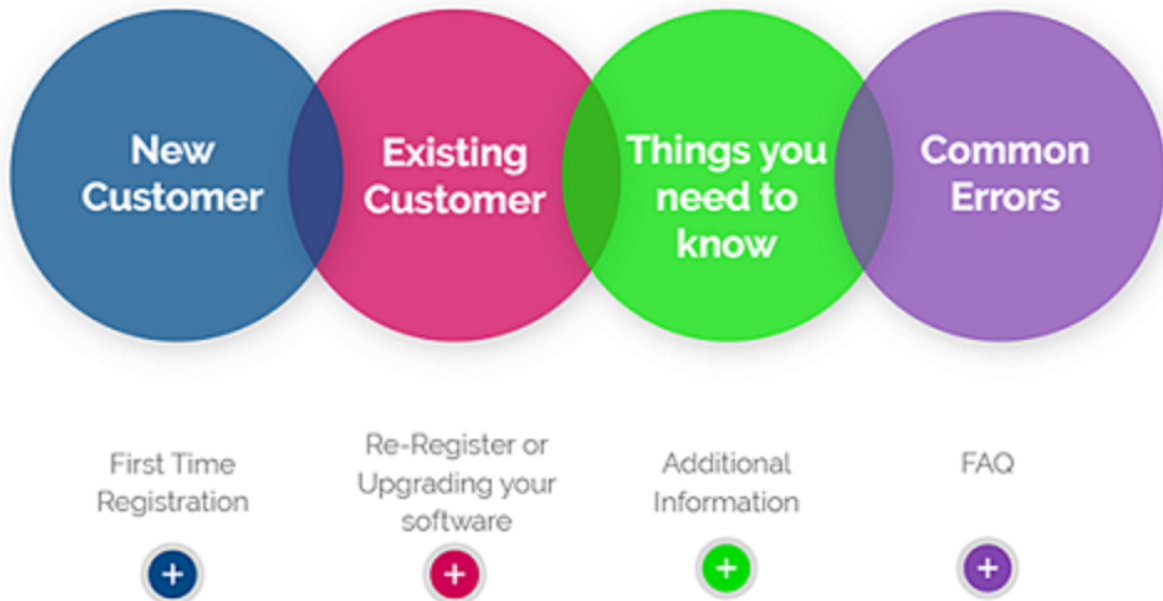 New
Customer
Existing
Customer
Things you
need to
know
Common
Errors
First Time
Registration
Re-Register or
Upgrading your
software
Additional
Information
FAQ
+
+
+
+